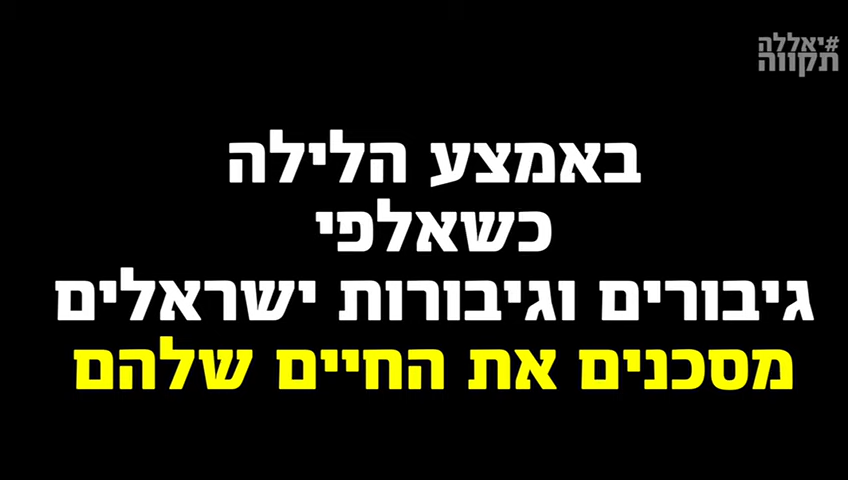 #יאללה
תקווה
באמצע הלילה
כשאלפי
גיבורים וגיבורות ישראלים
מסכנים את החיים שלהם